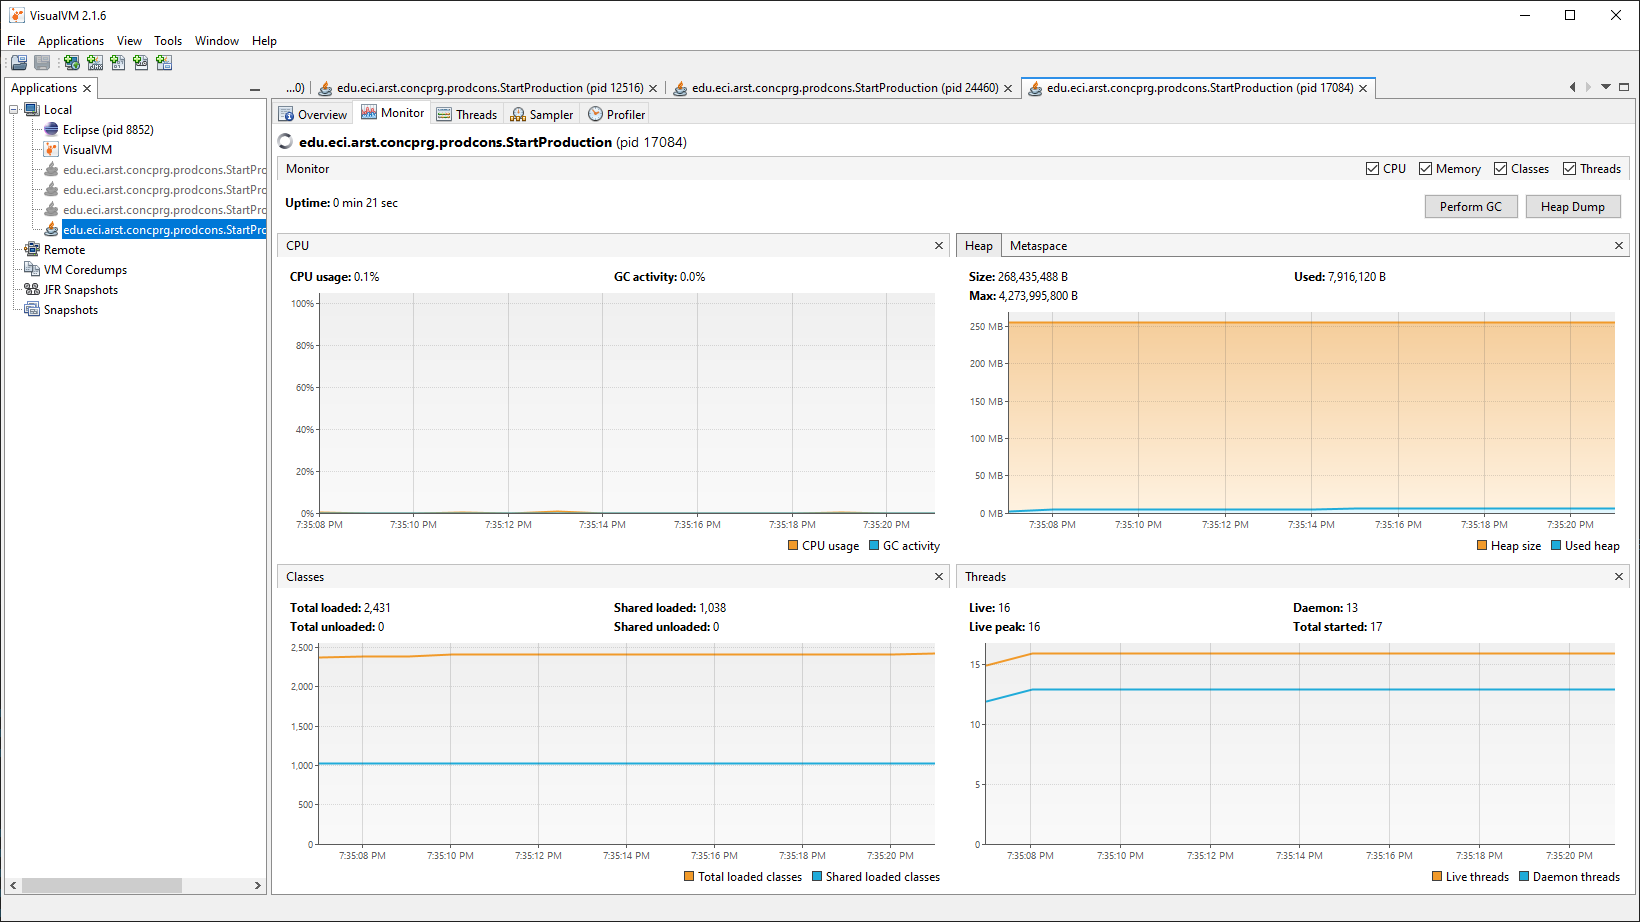 VisualVM 2.1.6
File Applications View Tools Window Help
Applications
...0) edu.eci.arst.concprg.prodcons.StartProduction (pid 12516) edu.eci.arst.concprg.prodcons.StartProduction (pid 24460) edu.eci.arst.concprg.prodcons.StartProduction (pid 17084)
Local
Eclipse (pid 8852)
VisualVM
edu.eci.arst.concprg.prodcons.StartPro
edu.eci.arst.concprg.prodcons.StartPro
edu.eci.arst.concprg.prodcons.StartPro
edu.eci.arst.concprg.prodcons.StartPro
Remote
VM Coredumps
JFR Snapshots
Snapshots
Overview Monitor Threads Sampler Profiler
edu.eci.arst.concprg.prodcons.StartProduction (pid 17084)
Monitor CPU Memory Classes Threads
Uptime: 0 min 21 sec Perform GC Heap Dump
CPU
CPU usage: 0.1% GC activity: 0.0%
100%
80%
60%
40%
20%
0%
7:35:08 PM 7:35:10 PM 7:35:12 PM 7:35:14 PM 7:35:16 PM 7:35:18 PM 7:35:20 PM
CPU usage GC activity
Heap Metaspace
Size: 268,435,488 B Used: 7,916,120 B
Max: 4,273,995,800 B
250 MB
200 MB
150 MB
100 MB
50 MB
0 MB
7:35:08 PM 7:35:10 PM 7:35:12 PM 7:35:14 PM 7:35:16 PM 7:35:18 PM 7:35:20 PM
Heap size Used heap
Classes
Total loaded: 2,431 Shared loaded: 1,038
Total unloaded: 0 Shared unloaded: 0
2,500
2,000
1,500
1,000
500
0
7:35:08 PM 7:35:10 PM 7:35:12 PM 7:35:14 PM 7:35:16 PM 7:35:18 PM 7:35:20 PM
Total loaded classes Shared loaded classes
Threads
Live: 16 Daemon: 13
Live peak: 16 Total started: 17
15
10
5
0
7:35:08 PM 7:35:10 PM 7:35:12 PM 7:35:14 PM 7:35:16 PM 7:35:18 PM 7:35:20 PM
Live threads Daemon threads